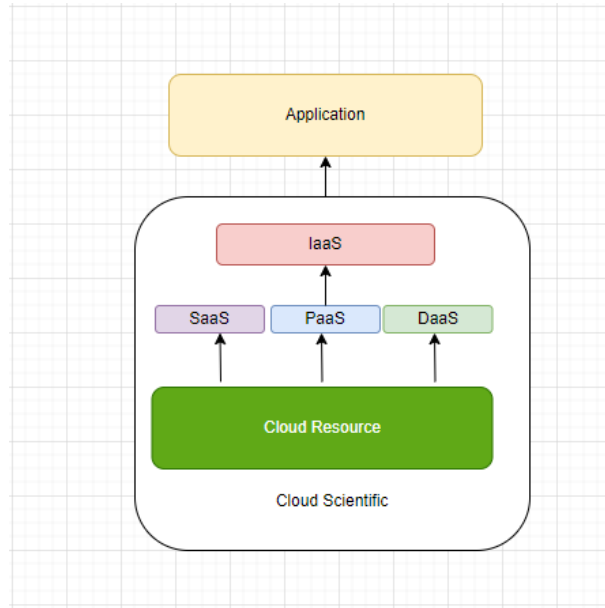 Application
IaaS
SaaS
PaaS
DaaS
Cloud Resource
Cloud Scientific